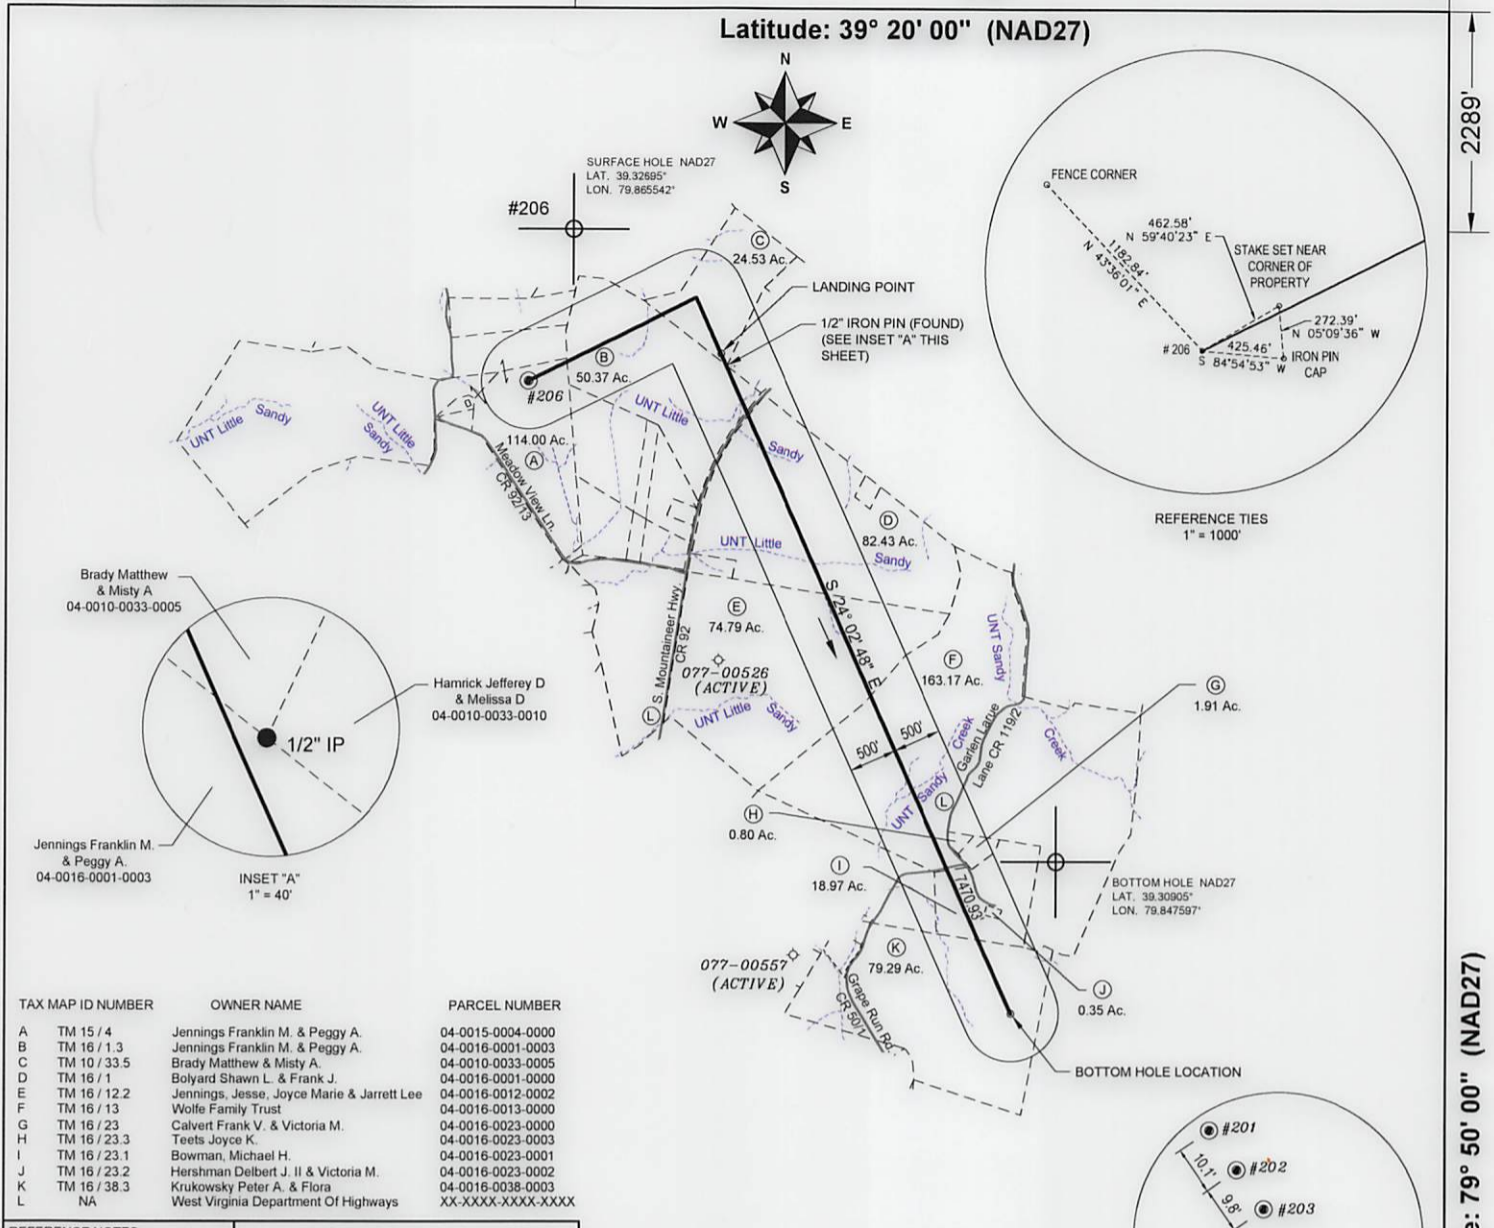 Latitude: 39° 20' 00" (NAD27)
2289'
N
W
E
S
SURFACE HOLE NAD27
LAT. 39.32695°
LON. 79.865542°
#206
C
24.53 Ac.
LANDING POINT
1/2" IRON PIN (FOUND)
(SEE INSET "A" THIS
SHEET)
FENCE CORNER
462.58'
N 59°40'23" E
1182.84'
N 43°36'01" E
STAKE SET NEAR
CORNER OF
PROPERTY
272.39'
N 05°09'36" W
# 206
425.46'
S 84°54'53" W
IRON PIN
CAP
REFERENCE TIES
1" = 1000'
B
50.37 Ac.
#206
UNT Little
Sandy
UNT Little
Sandy
UNT Little
Sandy
114.00 Ac.
A
Meadow View Ln.
CR 92/13
D
82.43 Ac.
UNT Little
Sandy
S 24° 02' 48" E
E
74.79 Ac.
S. Mountaineer Hwy.
CR 92
077-00526
(ACTIVE)
L
UNT Little
Sandy
UNT Sandy
Creek
F
163.17 Ac.
G
1.91 Ac.
500'
500'
UNT Sandy
Creek
Garlen Larue
Lane CR 119/2
L
H
0.80 Ac.
I
18.97 Ac.
7470.93'
BOTTOM HOLE NAD27
LAT. 39.30905°
LON. 79.847597°
K
79.29 Ac.
077-00557
(ACTIVE)
Grape Run Rd.
CR 50/1
J
0.35 Ac.
BOTTOM HOLE LOCATION
Brady Matthew
& Misty A
04-0010-0033-0005
Hamrick Jefferey D
& Melissa D
04-0010-0033-0010
1/2" IP
Jennings Franklin M.
& Peggy A.
04-0016-0001-0003
INSET "A"
1" = 40'
TAX MAP ID NUMBER OWNER NAME PARCEL NUMBER
A TM 15 / 4 Jennings Franklin M. & Peggy A. 04-0015-0004-0000
B TM 16 / 1.3 Jennings Franklin M. & Peggy A. 04-0016-0001-0003
C TM 10 / 33.5 Brady Matthew & Misty A. 04-0010-0033-0005
D TM 16 / 1 Bolyard Shawn L. & Frank J. 04-0016-0001-0000
E TM 16 / 12.2 Jennings, Jesse, Joyce Marie & Jarrett Lee 04-0016-0012-0002
F TM 16 / 13 Wolfe Family Trust 04-0016-0013-0000
G TM 16 / 23 Calvert Frank V. & Victoria M. 04-0016-0023-0000
H TM 16 / 23.3 Teets Joyce K. 04-0016-0023-0003
I TM 16 / 23.1 Bowman, Michael H. 04-0016-0023-0001
J TM 16 / 23.2 Hershman Delbert J. II & Victoria M. 04-0016-0023-0002
K TM 16 / 38.3 Krukowsky Peter A. & Flora 04-0016-0038-0003
L NA West Virginia Department Of Highways XX-XXXX-XXXX-XXXX
#201
10.1'
#202
9.8'
#203
e: 79° 50' 00" (NAD27)